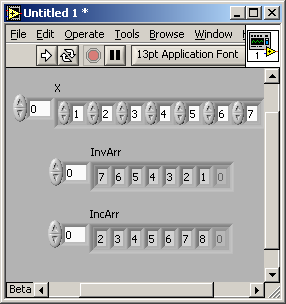 Untitled 1 *
File Edit Operate Tools Browse Window
13pt Application Font
1
X
0 1 2 3 4 5 6 7
InvArr
0 7 6 5 4 3 2 1 0
IncArr
0 2 3 4 5 6 7 8 0
Beta